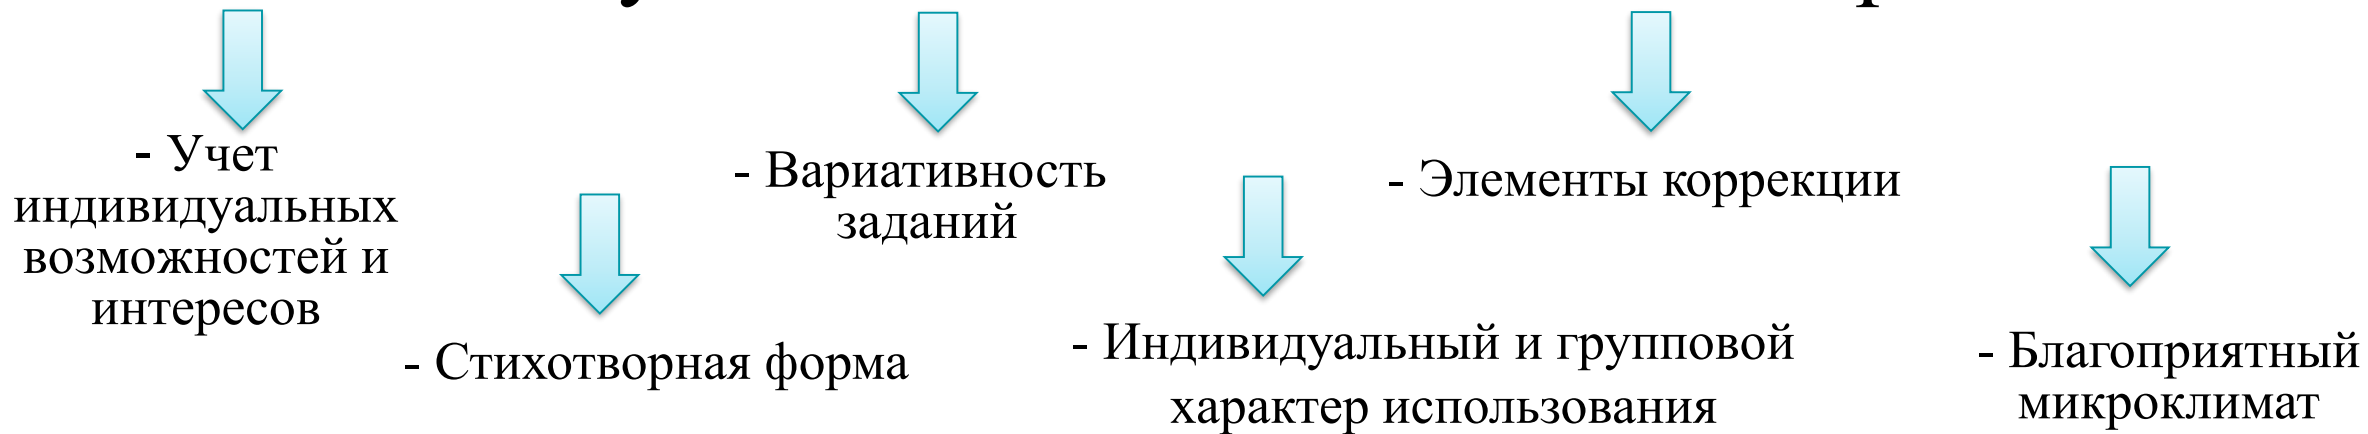 - Учет
индивидуальных
возможностей и
интересов
- Стихотворная форма
- Вариативность
заданий
- Индивидуальный и групповой
характер использования
- Элементы коррекции
- Благоприятный
микроклимат